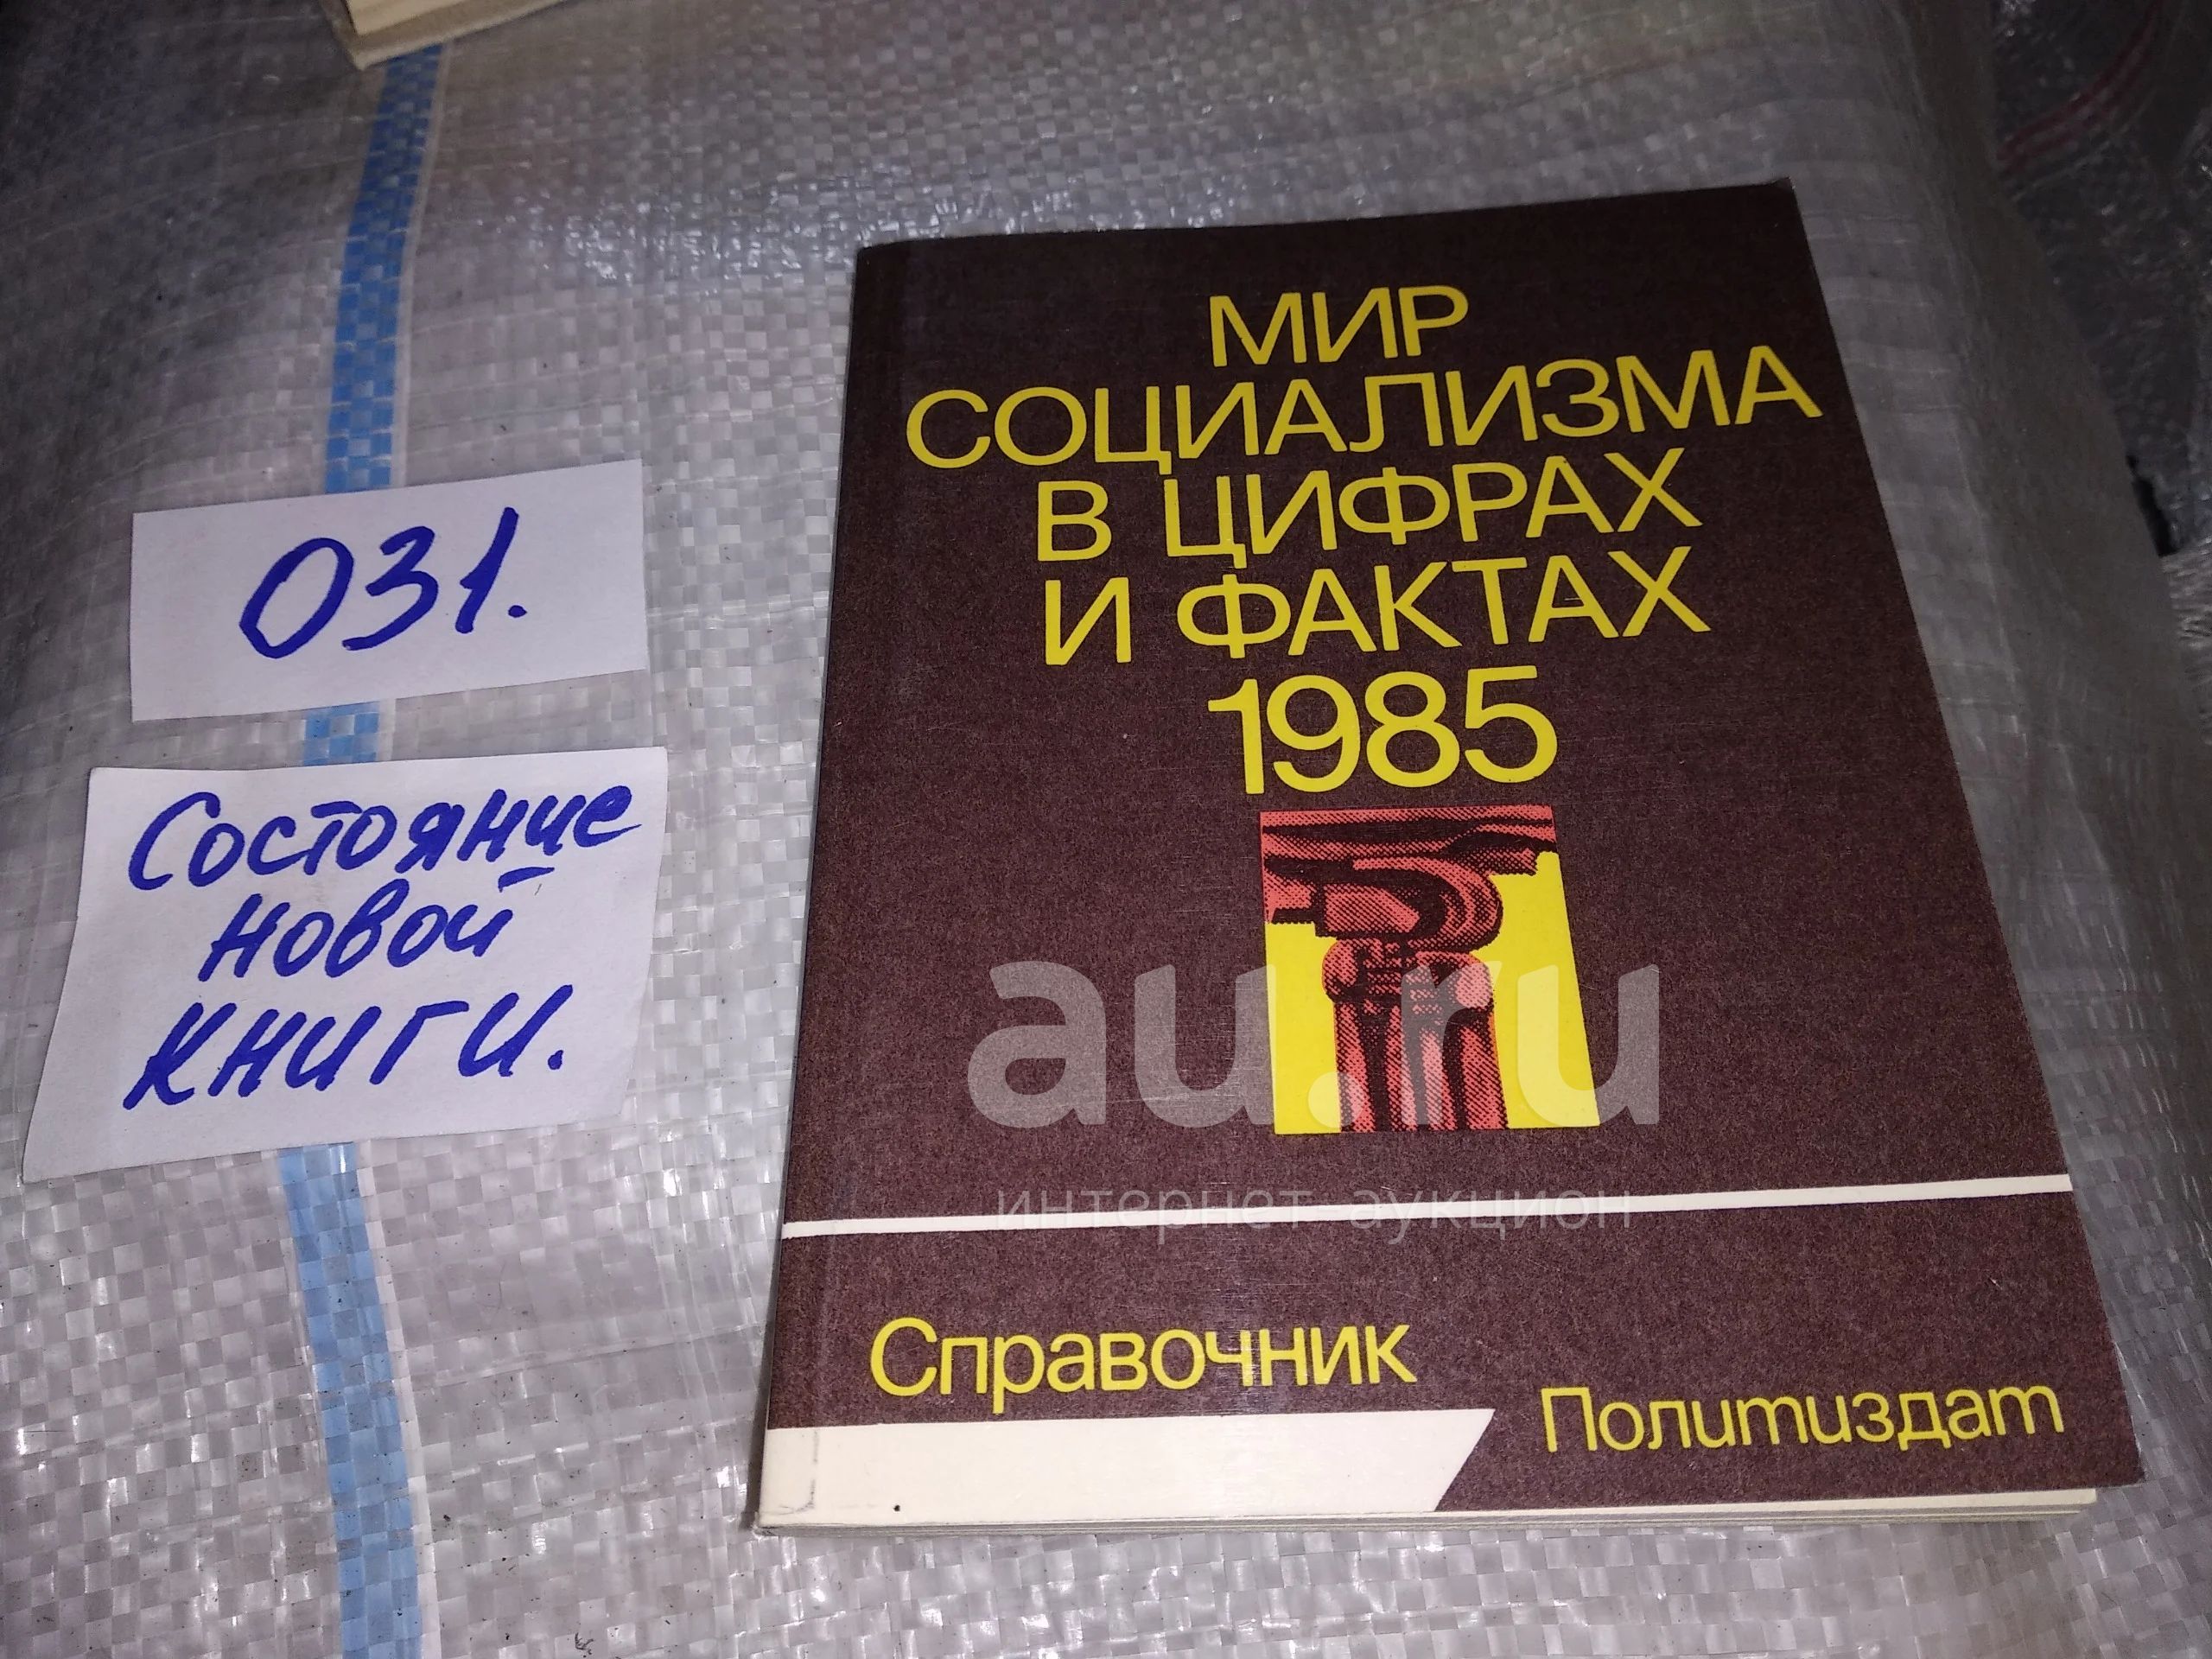 031.
Состояние
новой
книги.
МИР
СОЦИАЛИЗМА
В ЦИФРАХ
И ФАКТАХ
1985
au.ru
интернет-аукцион
Справочник
Политиздат